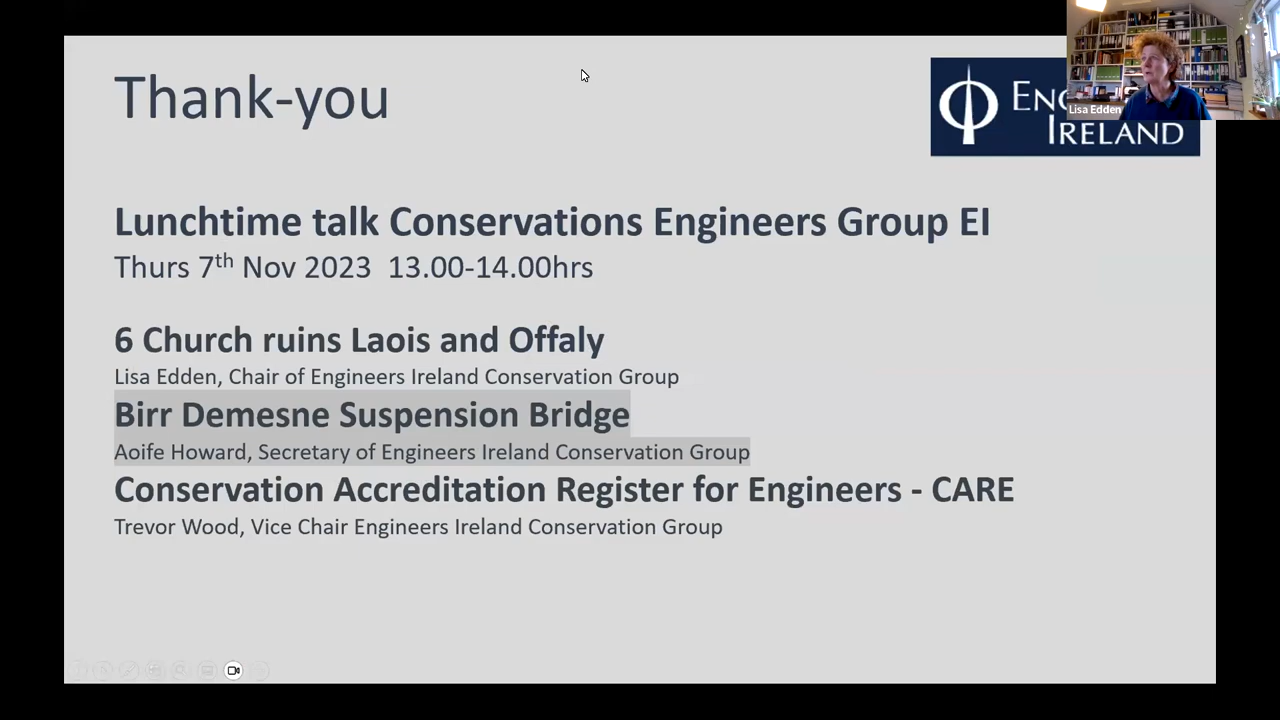 Thank-you
ENG
IRELAND
Lisa Edden
Lunchtime talk Conservations Engineers Group EI
Thurs 7th Nov 2023 13.00-14.00hrs
6 Church ruins Laois and Offaly
Lisa Edden, Chair of Engineers Ireland Conservation Group
Birr Demesne Suspension Bridge
Aoife Howard, Secretary of Engineers Ireland Conservation Group
Conservation Accreditation Register for Engineers - CARE
Trevor Wood, Vice Chair Engineers Ireland Conservation Group